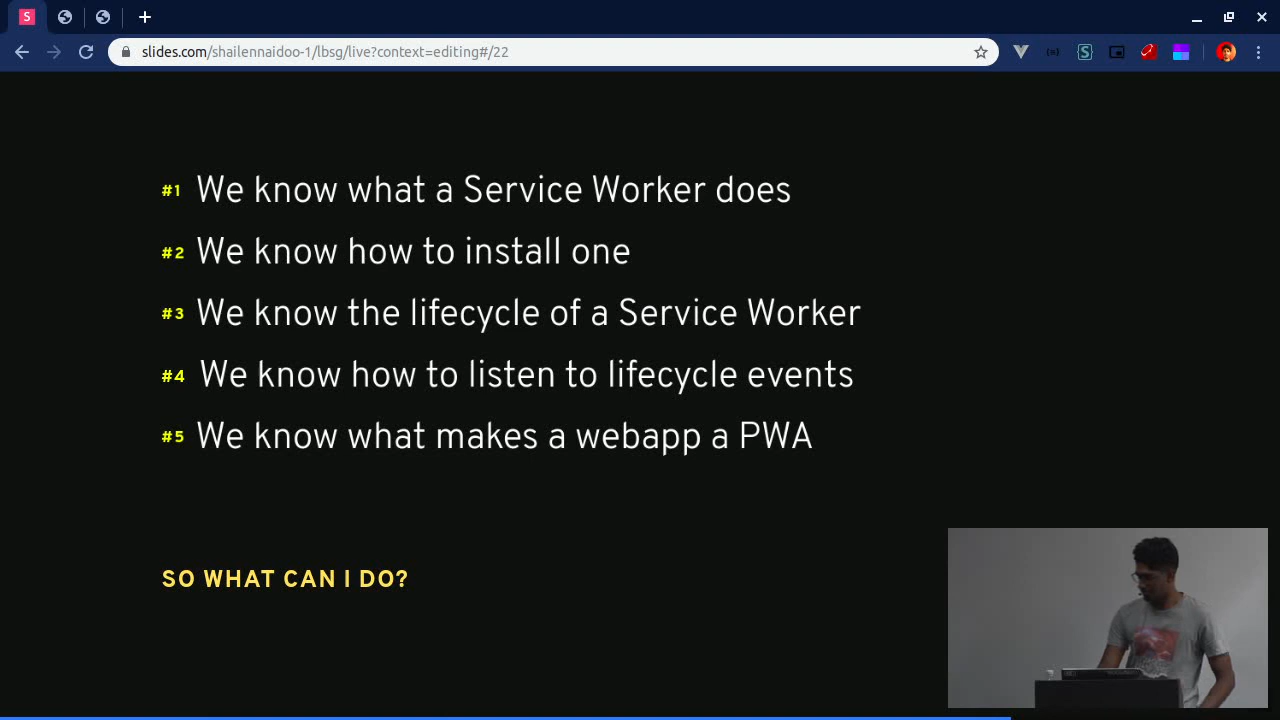 S
slides.com/shailennaidoo-1/lbsg/live?context=editing#/22
#1 We know what a Service Worker does
#2 We know how to install one
#3 We know the lifecycle of a Service Worker
#4 We know how to listen to lifecycle events
#5 We know what makes a webapp a PWA
SO WHAT CAN I DO?